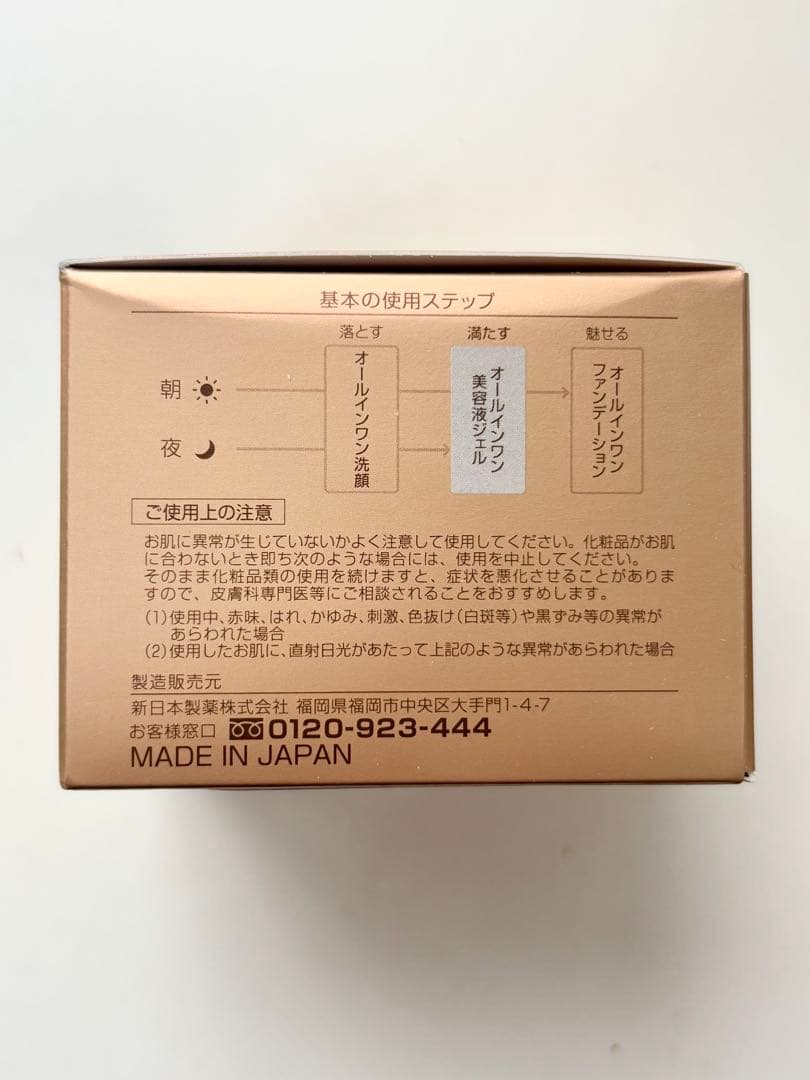 基本の使用ステップ
落とす 満たす 魅せる
朝
夜
オールインワン洗顔
オールインワン
美容液ジェル
オールインワン
ファンデーション
ご使用上の注意
お肌に異常が生じていないかよく注意して使用してください。化粧品がお肌
に合わないとき即ち次のような場合には、使用を中止してください。
そのまま化粧品類の使用を続けますと、症状を悪化させることがありま
すので、皮膚科専門医等にご相談されることをおすすめします。
(1)使用中、赤味、はれ、かゆみ、刺激、色抜け(白斑等)や黒ずみ等の異常が
あらわれた場合
(2)使用したお肌に、直射日光があたって上記のような異常があらわれた場合
製造販売元
新日本製薬株式会社 福岡県福岡市中央区大手門1-4-7
お客様窓口 0120-923-444
MADE IN JAPAN